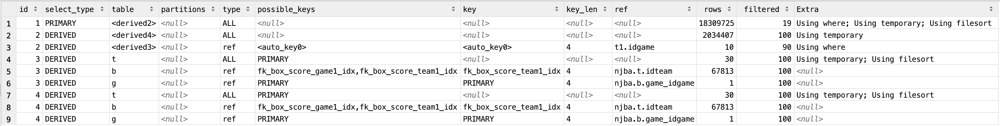 id select_type table partitions type possible_keys key key_len ref rows filtered Extra
1 1 PRIMARY <derived2> <null> ALL <null> <null> <null> <null> 18309725 19 Using where; Using temporary; Using filesort
2 2 DERIVED <derived4> <null> ALL <null> <null> <null> <null> 2034407 100 Using temporary
3 2 DERIVED <derived3> <null> ref <auto_key0> <auto_key0> 4 t1.idgame 10 90 Using where
4 3 DERIVED t <null> ALL PRIMARY <null> <null> <null> 30 100 Using temporary; Using filesort
5 3 DERIVED b <null> ref fk_box_score_game1_idx,fk_box_score_team1_idx fk_box_score_team1_idx 4 njba.t.idteam 67813 100 <null>
6 3 DERIVED g <null> ref PRIMARY PRIMARY 4 njba.b.game_idgame 1 100 <null>
7 4 DERIVED t <null> ALL PRIMARY <null> <null> <null> 30 100 Using temporary; Using filesort
8 4 DERIVED b <null> ref fk_box_score_game1_idx,fk_box_score_team1_idx fk_box_score_team1_idx 4 njba.t.idteam 67813 100 <null>
9 4 DERIVED g <null> ref PRIMARY PRIMARY 4 njba.b.game_idgame 1 100 <null>